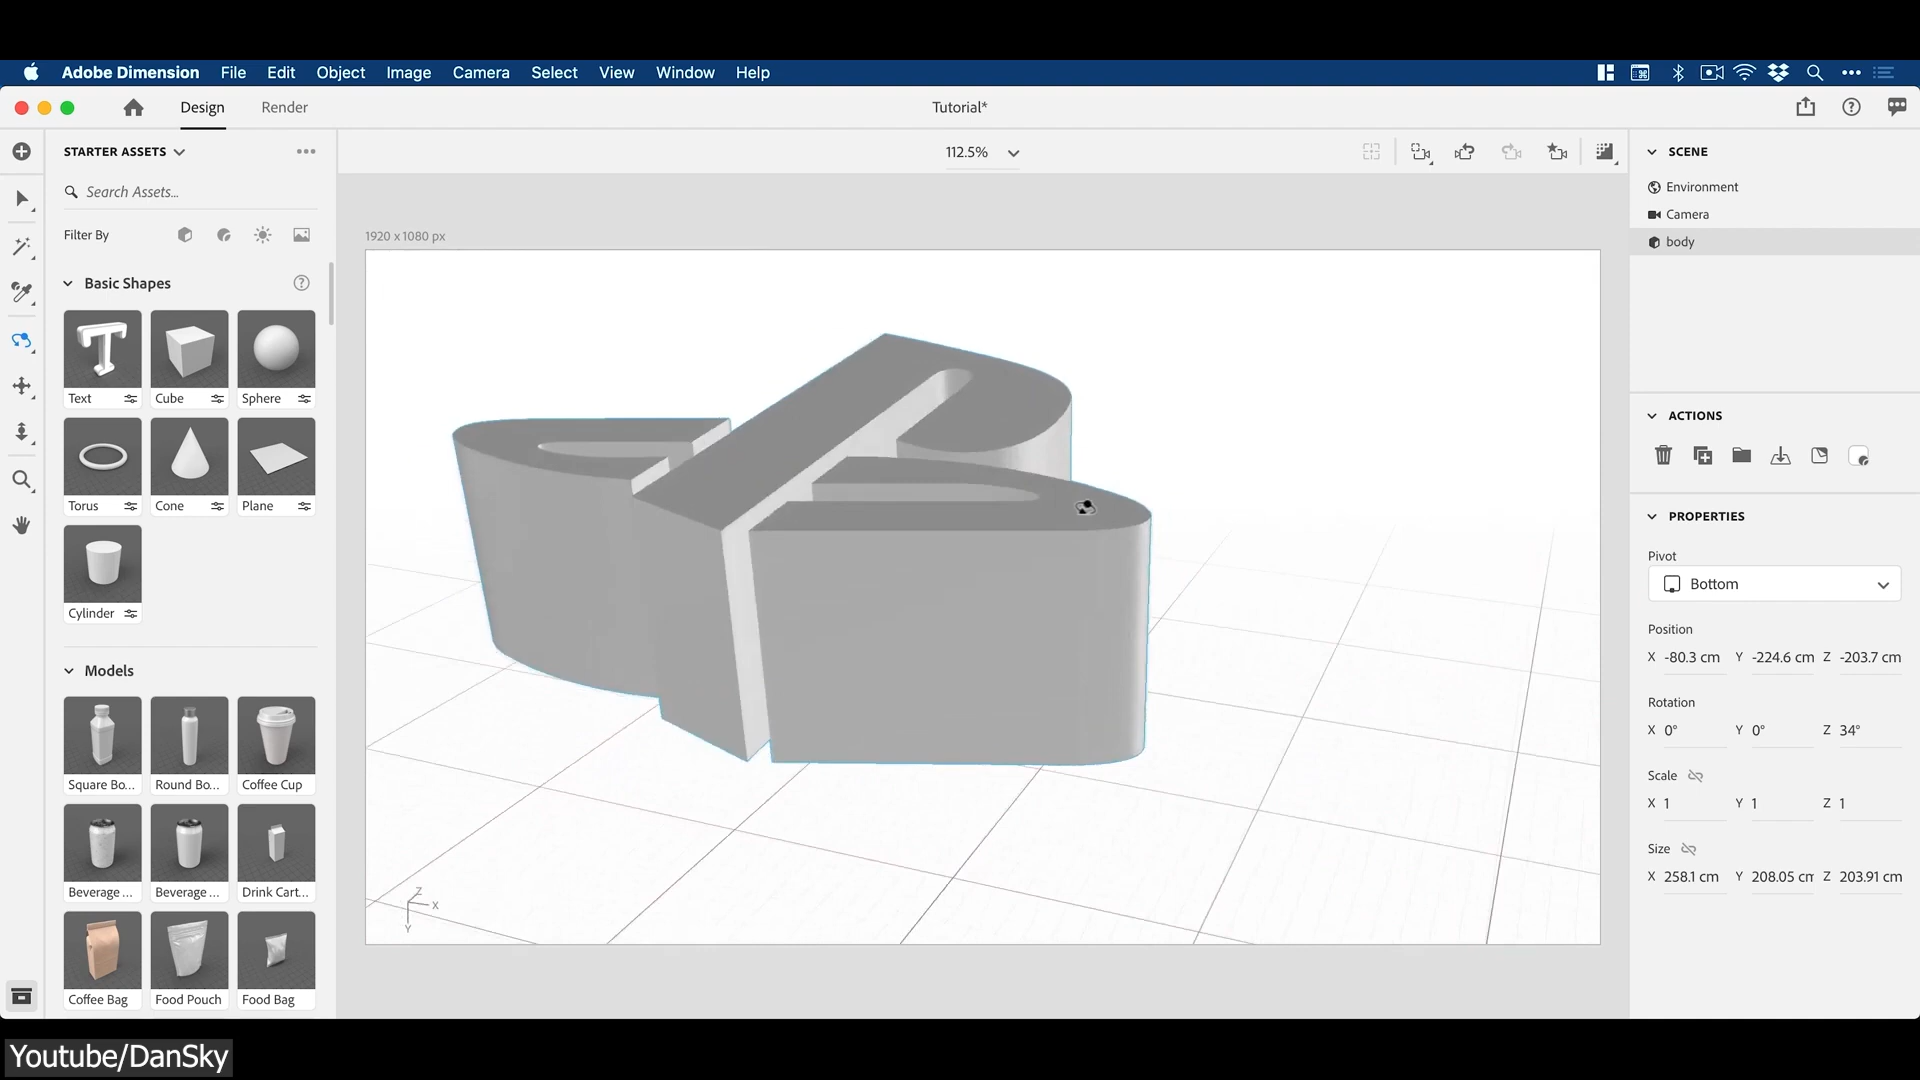 Adobe Dimension File Edit Object Image Camera Select View Window Help
Design Render Tutorial*
STARTER ASSETS
Search Assets...
Filter By
Basic Shapes
Text Cube Sphere
Torus Cone Plane
Cylinder
Models
Square Bo... Round Bo... Coffee Cup
Beverage ... Beverage ... Drink Cart...
Coffee Bag Food Pouch Food Bag
112.5%
1920 x 1080 px
Z
X
Y
SCENE
Environment
Camera
body
ACTIONS
PROPERTIES
Pivot
Bottom
Position
X -80.3 cm Y -224.6 cm Z -203.7 cm
Rotation
X 0° Y 0° Z 34°
Scale
X 1 Y 1 Z 1
Size
X 258.1 cm Y 208.05 cm Z 203.91 cm
Youtube/DanSky